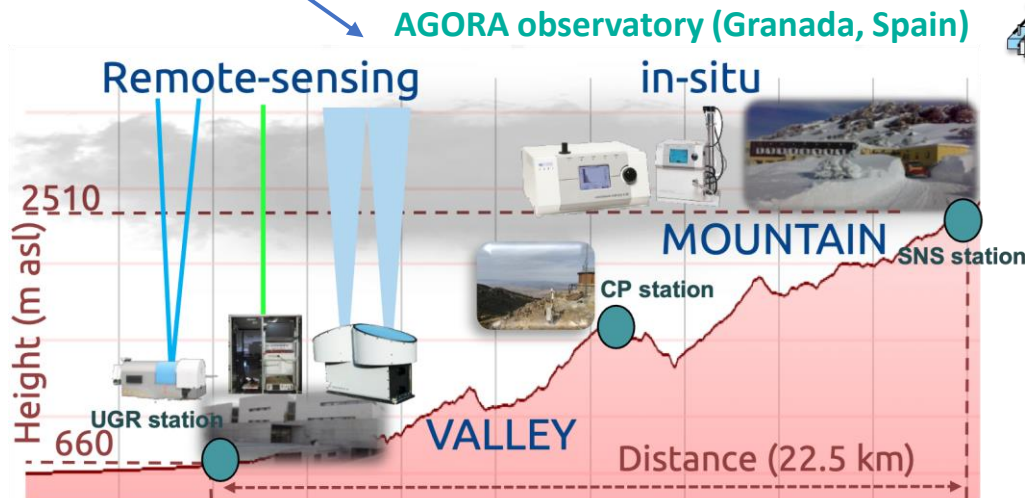 AGORA observatory (Granada, Spain)
Remote-sensing
in-situ
2510
MOUNTAIN
SNS station
CP station
Height (m asl)
UGR station
VALLEY
660
Distance (22.5 km)